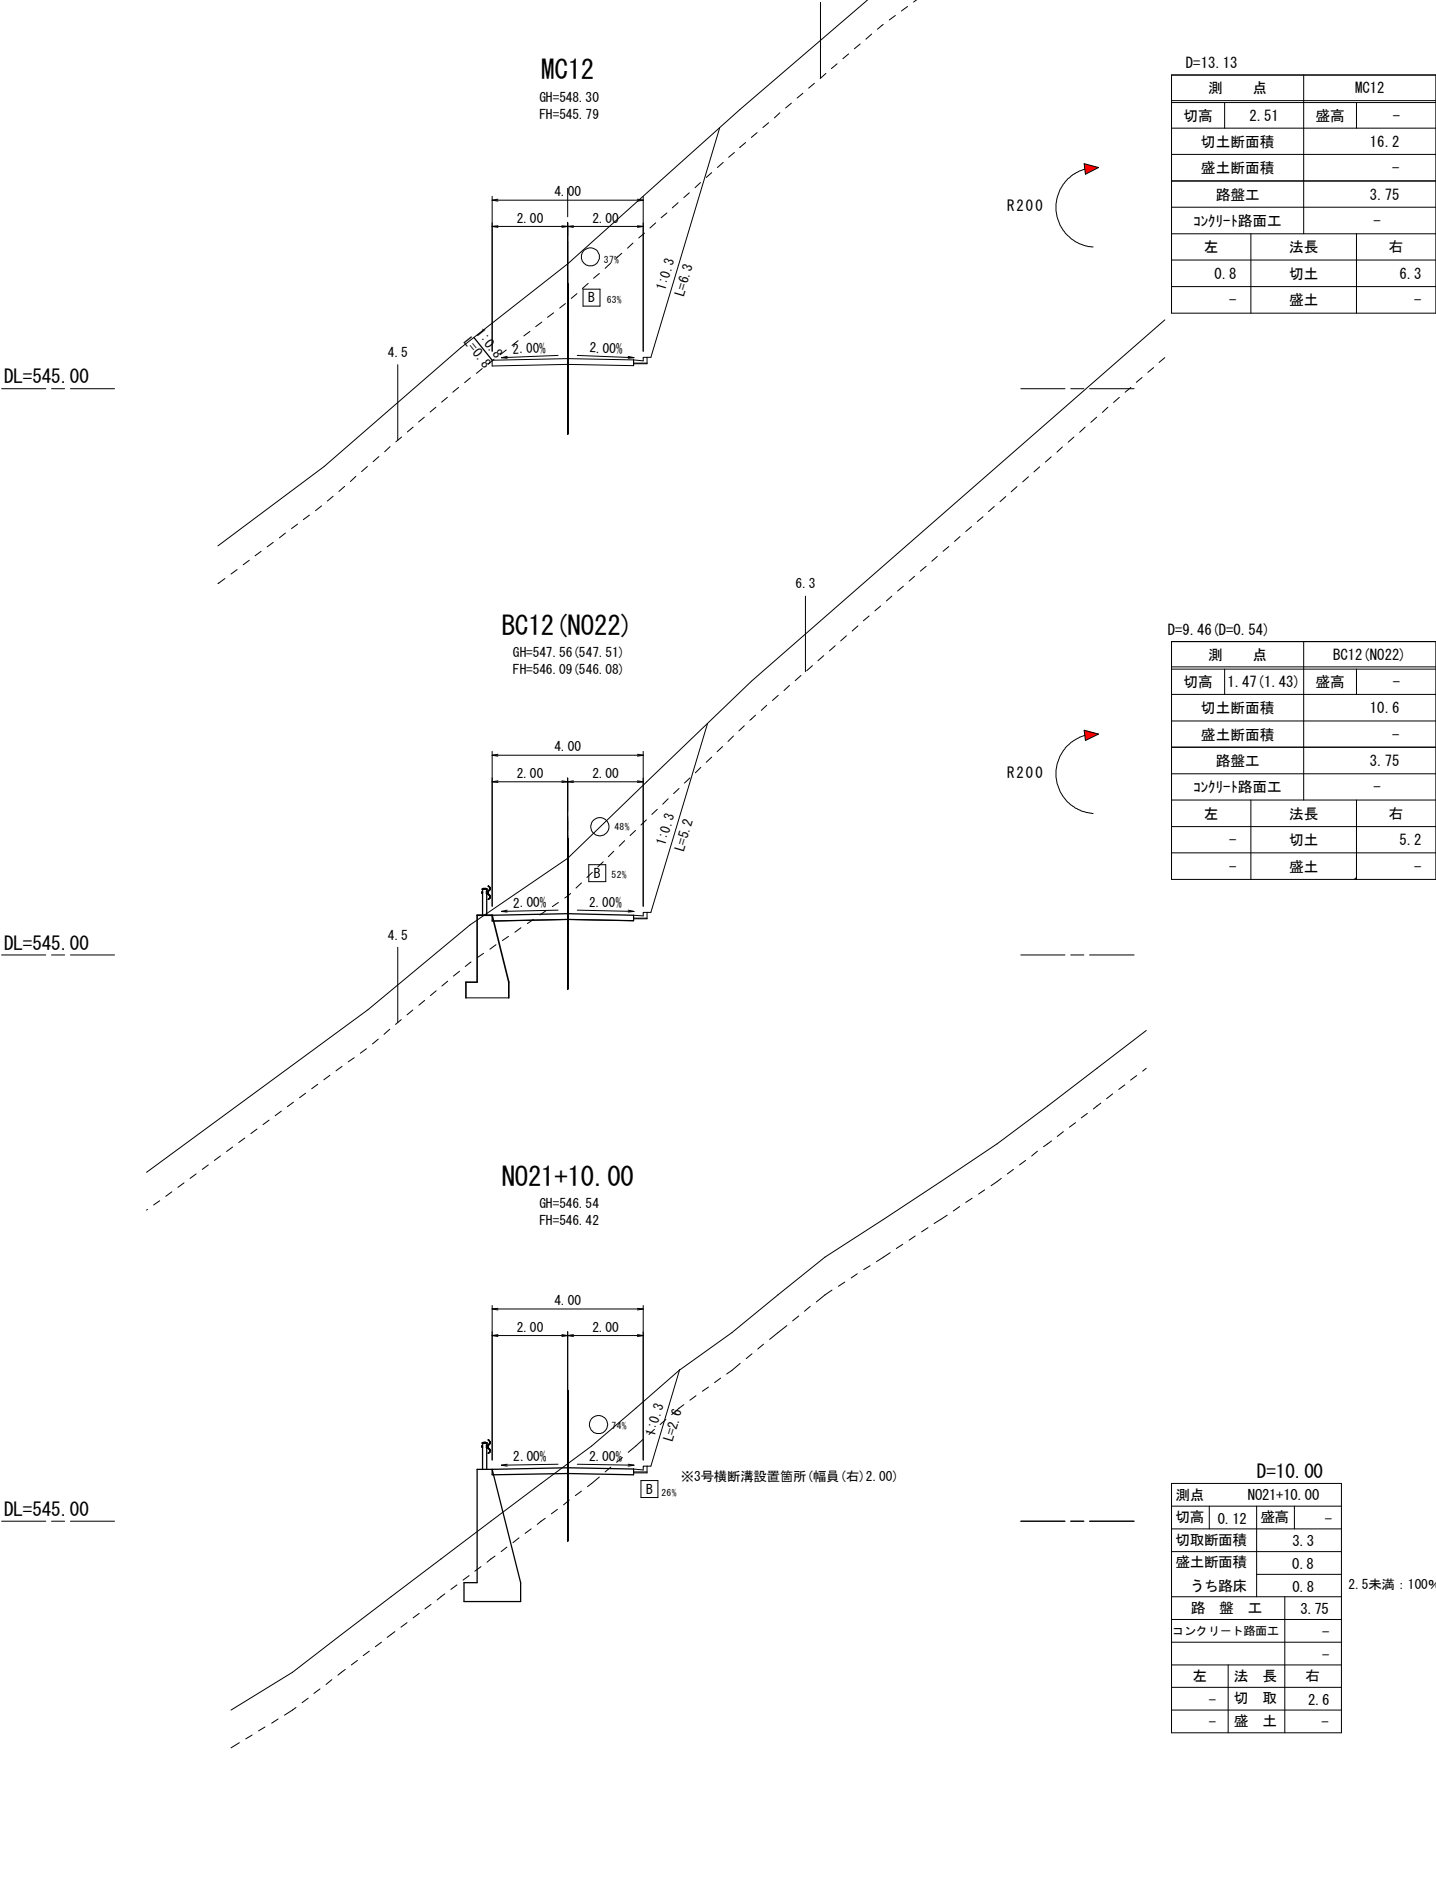 MC12
GH=548.30
FH=545.79
4.00
2.00 2.00
37%
B 63%
1:0.3
L=6.3
1:0.8
L=0.8
2.00% 2.00%
4.5
DL=545.00
R200
D=13.13
測 点 MC12
切高 2.51 盛高 -
切土断面積 16.2
盛土断面積 -
路盤工 3.75
コンクリート路面工 -
左 法長 右
0.8 切土 6.3
- 盛土 -
6.3
BC12(NO22)
GH=547.56(547.51)
FH=546.09(546.08)
4.00
2.00 2.00
48%
B 52%
1:0.3
L=5.2
2.00% 2.00%
4.5
DL=545.00
R200
D=9.46(D=0.54)
測 点 BC12(NO22)
切高 1.47(1.43) 盛高 -
切土断面積 10.6
盛土断面積 -
路盤工 3.75
コンクリート路面工 -
左 法長 右
- 切土 5.2
- 盛土 -
NO21+10.00
GH=546.54
FH=546.42
4.00
2.00 2.00
74%
1:0.3
L=2.6
2.00% 2.00%
B 26%
※3号横断溝設置箇所(幅員(右)2.00)
DL=545.00
D=10.00
測点 NO21+10.00
切高 0.12 盛高 -
切取断面積 3.3
盛土断面積 0.8
うち路床 0.8 2.5未満:100%
路 盤 工 3.75
コンクリート路面工 -
-
左 法 長 右
- 切 取 2.6
- 盛 土 -